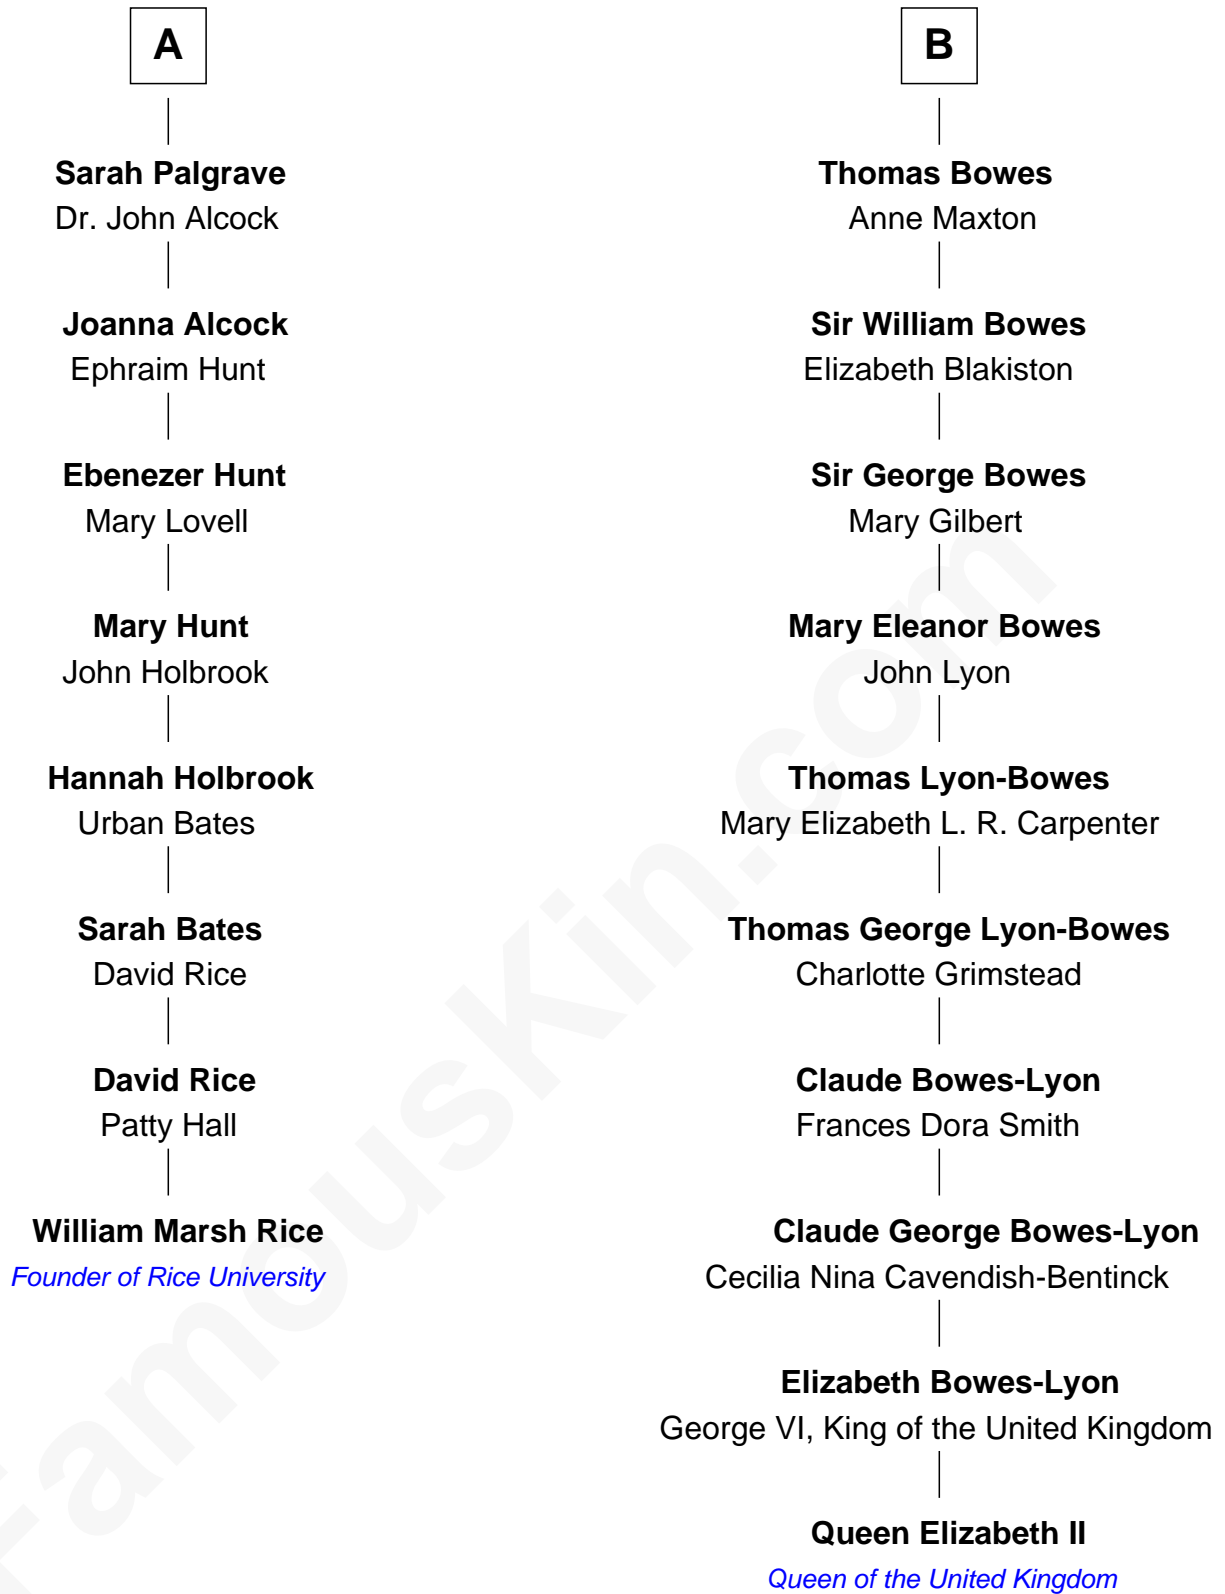 A
Sarah Palgrave
Dr. John Alcock
Joanna Alcock
Ephraim Hunt
Ebenezer Hunt
Mary Lovell
Mary Hunt
John Holbrook
Hannah Holbrook
Urban Bates
Sarah Bates
David Rice
David Rice
Patty Hall
William Marsh Rice
Founder of Rice University
B
Thomas Bowes
Anne Maxton
Sir William Bowes
Elizabeth Blakiston
Sir George Bowes
Mary Gilbert
Mary Eleanor Bowes
John Lyon
Thomas Lyon-Bowes
Mary Elizabeth L. R. Carpenter
Thomas George Lyon-Bowes
Charlotte Grimstead
Claude Bowes-Lyon
Frances Dora Smith
Claude George Bowes-Lyon
Cecilia Nina Cavendish-Bentinck
Elizabeth Bowes-Lyon
George VI, King of the United Kingdom
Queen Elizabeth II
Queen of the United Kingdom
FamousKin.com